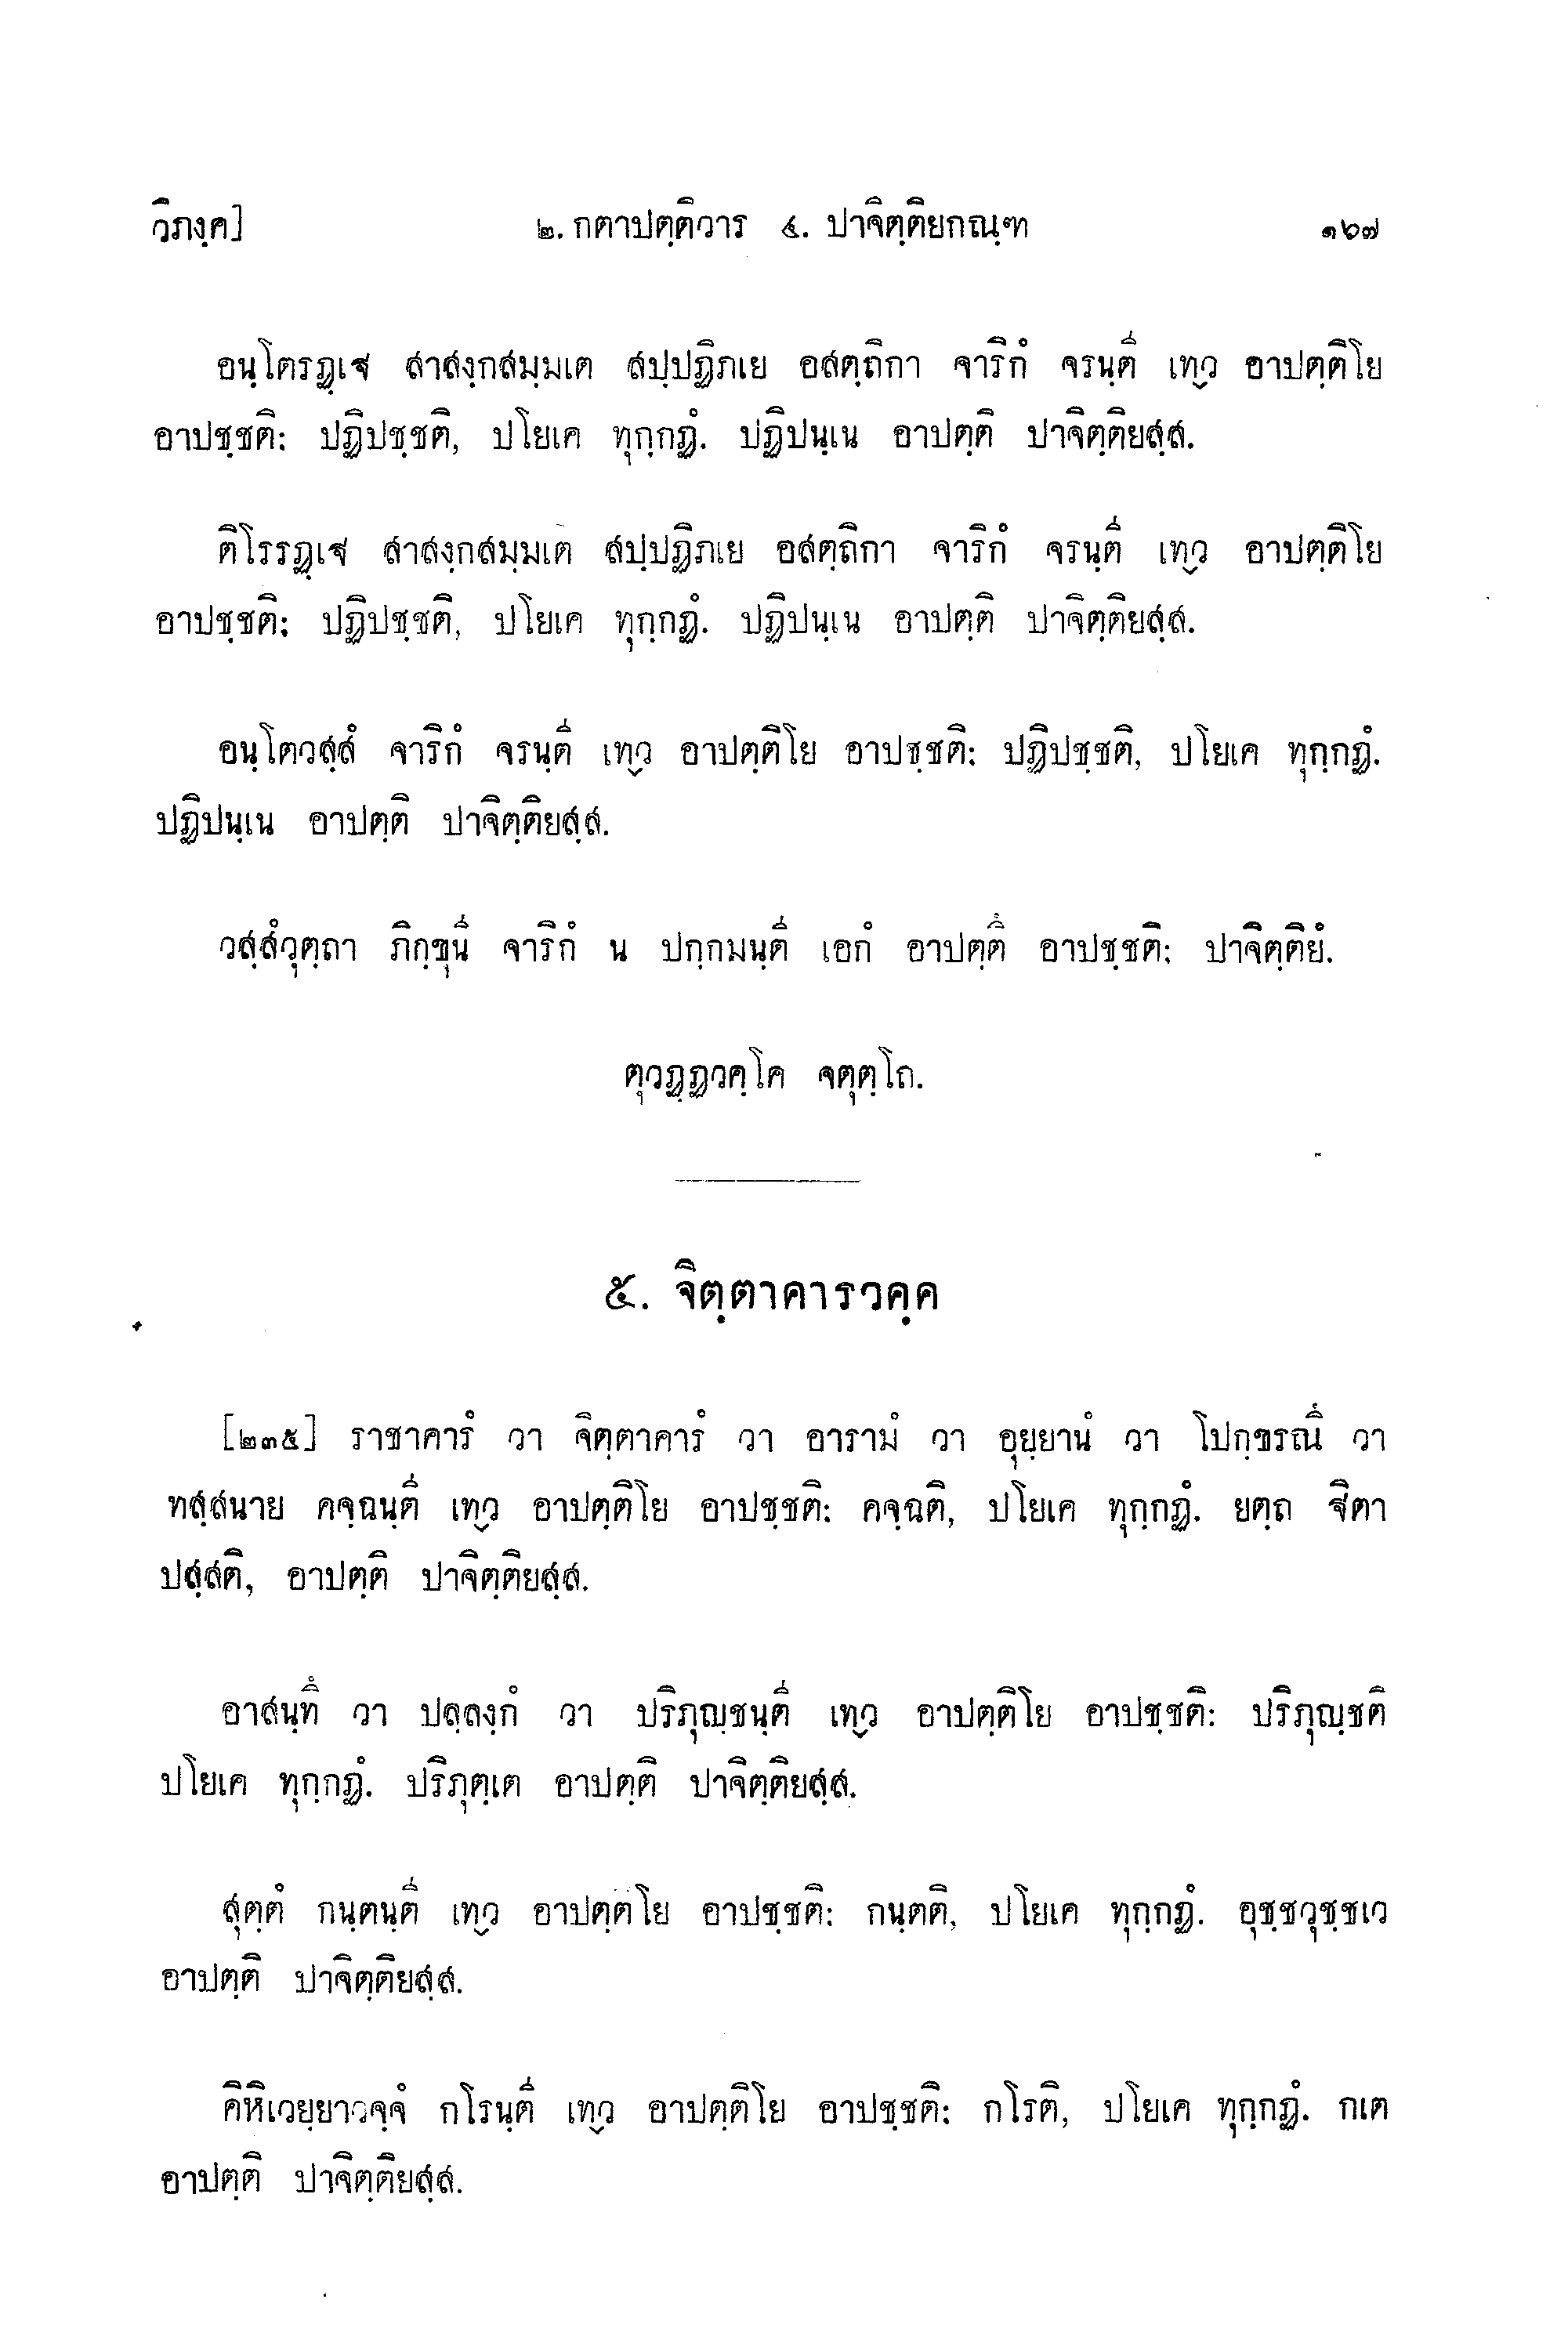 วิภงฺค]	๒. กตาปตฺติวาร ๔. ปาจิตฺติยกณฺฑ	๑๖๗
อนฺโตรฏฺเฐ สาสงฺกสมฺมเต สปฺปฏิภเย อสตฺถิกา จาริกํ จรนฺตี เทฺว อาปตฺติโย
อาปชฺชติ: ปฏิปชฺชติ, ปโยเค ทุกฺกฏํ. ปฏิปนฺเน อาปตฺติ ปาจิตฺติยสฺส.
ติโรรฏฺเฐ สาสงฺกสมฺมเต สปฺปฏิภเย อสตฺถิกา จาริกํ จรนฺตี เทฺว อาปตฺติโย
อาปชฺชติ: ปฏิปชฺชติ, ปโยเค ทุกฺกฏํ. ปฏิปนฺเน อาปตฺติ ปาจิตฺติยสฺส.
อนฺโตวสฺสํ จาริกํ จรนฺตี เทฺว อาปตฺติโย อาปชฺชติ: ปฏิปชฺชติ, ปโยเค ทุกฺกฏํ.
ปฏิปนฺเน อาปตฺติ ปาจิตฺติยสฺส.
วสฺสํวุตฺถา ภิกฺขุนี จาริกํ น ปกฺกมนฺตี เอกํ อาปตฺตึ อาปชฺชติ: ปาจิตฺติยํ.
ตุวฏฺฏวคฺโค จตุตฺโถ.
๕. จิตฺตาคารวคฺค
[๒๓๕] ราชาคารํ วา จิตฺตาคารํ วา อารามํ วา อุยฺยานํ วา โปกฺขรณึ วา
ทสฺสนาย คจฺฉนฺตี เทฺว อาปตฺติโย อาปชฺชติ: คจฺฉติ, ปโยเค ทุกฺกฏํ. ยตฺถ ฐิตา
ปสฺสติ, อาปตฺติ ปาจิตฺติยสฺส.
อาสนฺทึ วา ปลฺลงฺกํ วา ปริภุญฺชนฺตี เทฺว อาปตฺติโย อาปชฺชติ: ปริภุญฺชติ
ปโยเค ทุกฺกฏํ. ปริภุตฺเต อาปตฺติ ปาจิตฺติยสฺส.
สุตฺตํ กนฺตนฺตี เทฺว อาปตฺติโย อาปชฺชติ: กนฺตติ, ปโยเค ทุกฺกฏํ. อุชฺชวุชฺชเว
อาปตฺติ ปาจิตฺติยสฺส.
คิหิเวยฺยาวจฺจํ กโรนฺตี เทฺว อาปตฺติโย อาปชฺชติ: กโรติ, ปโยเค ทุกฺกฏํ. กเต
อาปตฺติ ปาจิตฺติยสฺส.